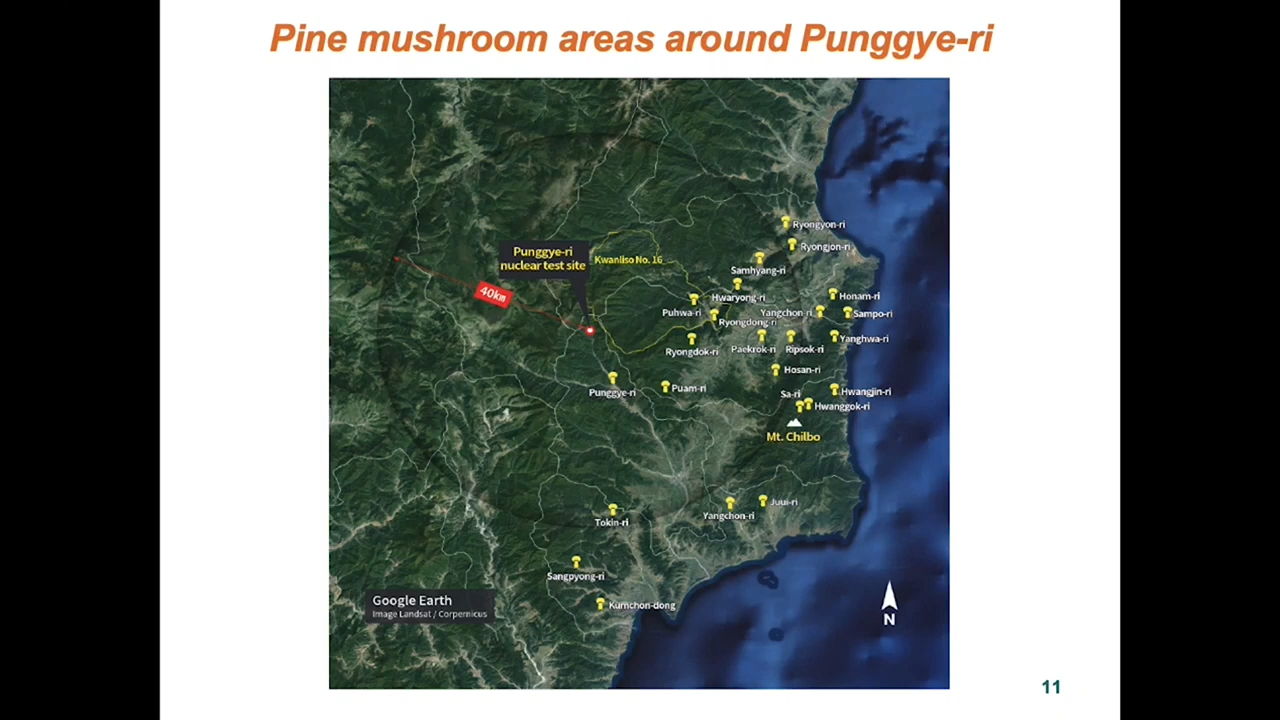 Pine mushroom areas around Punggye-ri
Ryongyon-ri
Ryongjon-ri
Punggye-ri
nuclear test site
Kwanliso No. 16
Samhyang-ri
40km
Hwaryong-ri
Honam-ri
Puhwa-ri
Yangchon-ri
Sampo-ri
Ryongdong-ri
Yanghwa-ri
Ryongdok-ri
Paekrok-ri
Ripsok-ri
Hosan-ri
Punggye-ri
Puam-ri
Sa-ri
Hwangjin-ri
Hwanggok-ri
Mt. Chilbo
Juui-ri
Yangchon-ri
Tokin-ri
Sangpyong-ri
Kumchon-dong
Google Earth
Image Landsat / Corpernicus
N
11